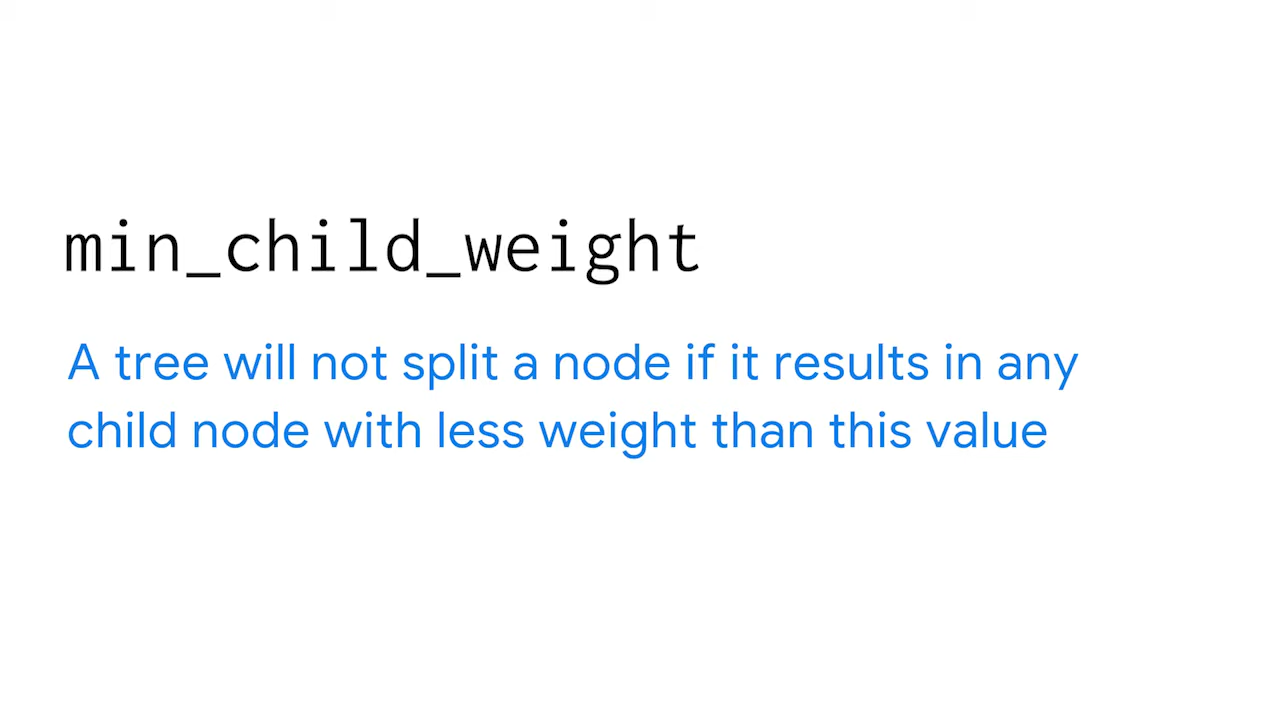 min_child_weight
A tree will not split a node if it results in any
child node with less weight than this value